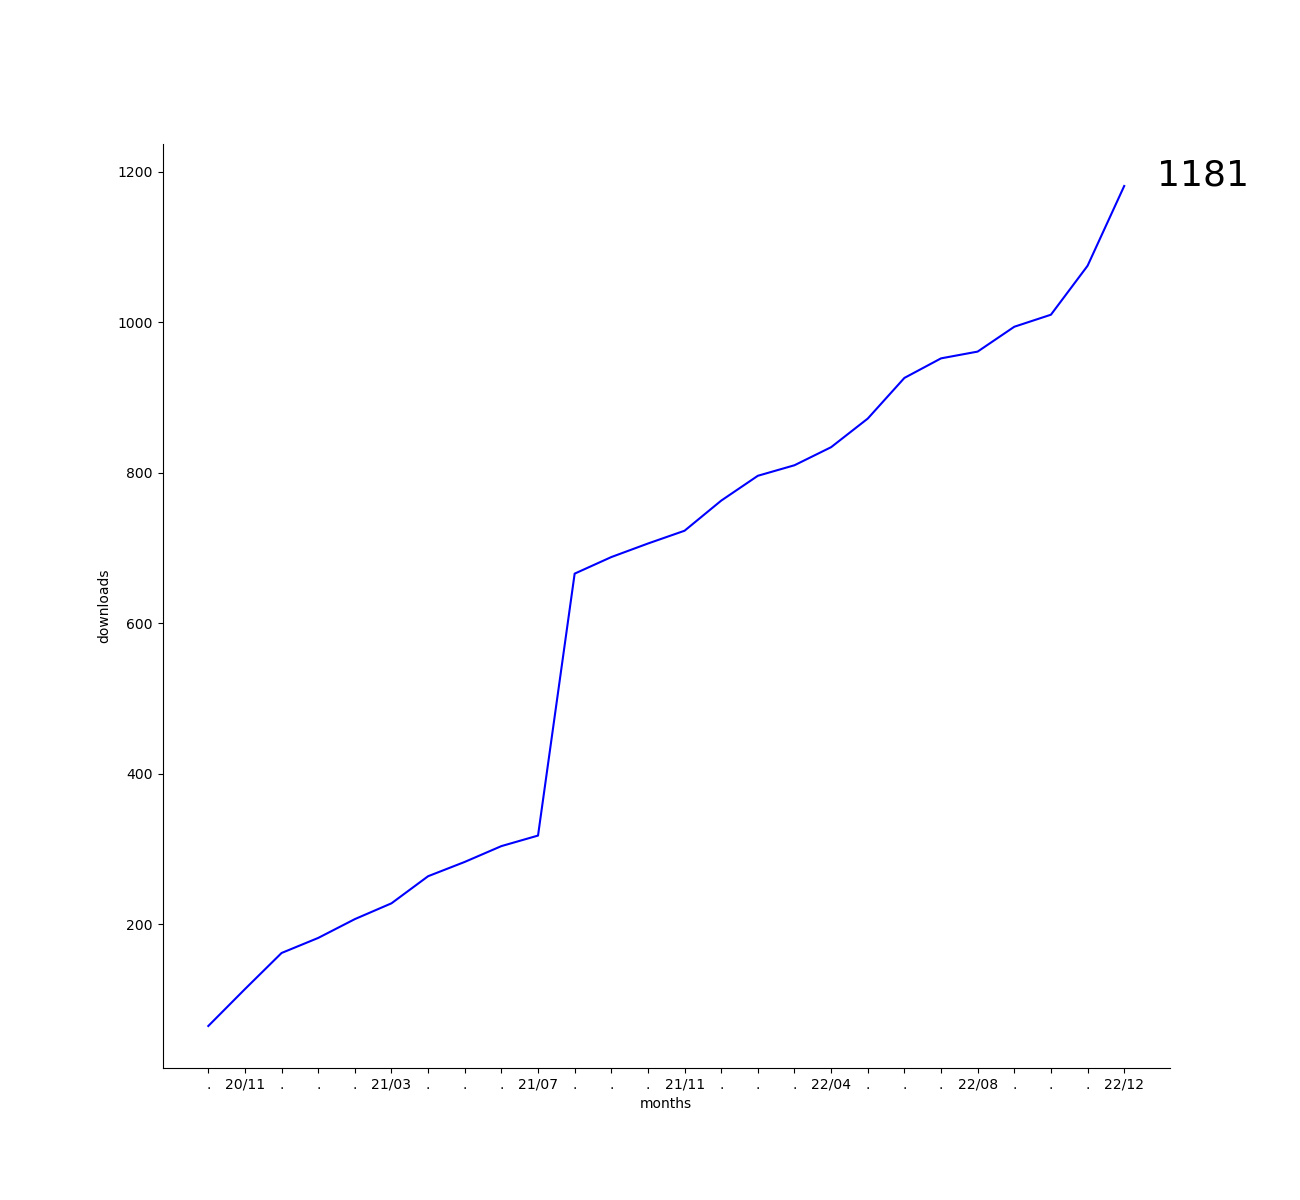 1181
1200
1000
800
600
400
200
downloads
. 20/11 . . . 21/03 . . . 21/07 . . . 21/11 . . . 22/04 . . . 22/08 . . . 22/12
months